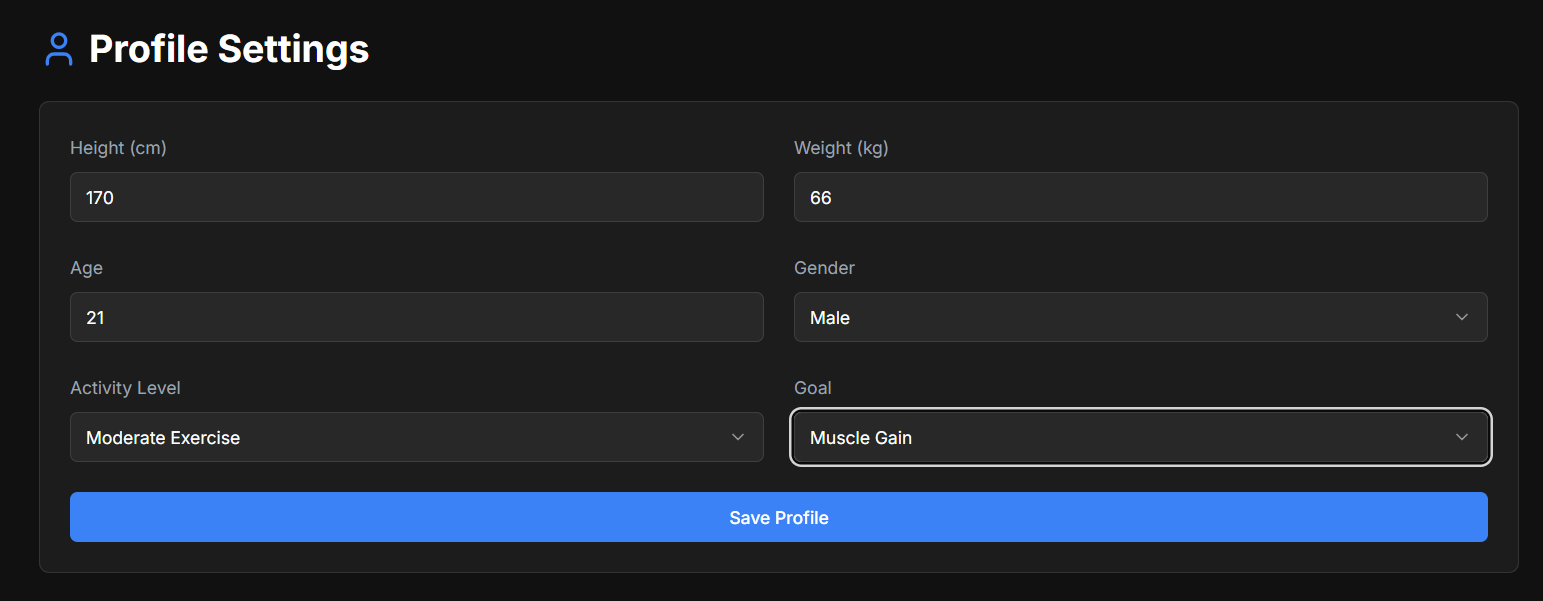 Profile Settings
Height (cm)
Weight (kg)
170
66
Age
Gender
21
Male
Activity Level
Goal
Moderate Exercise
Muscle Gain
Save Profile